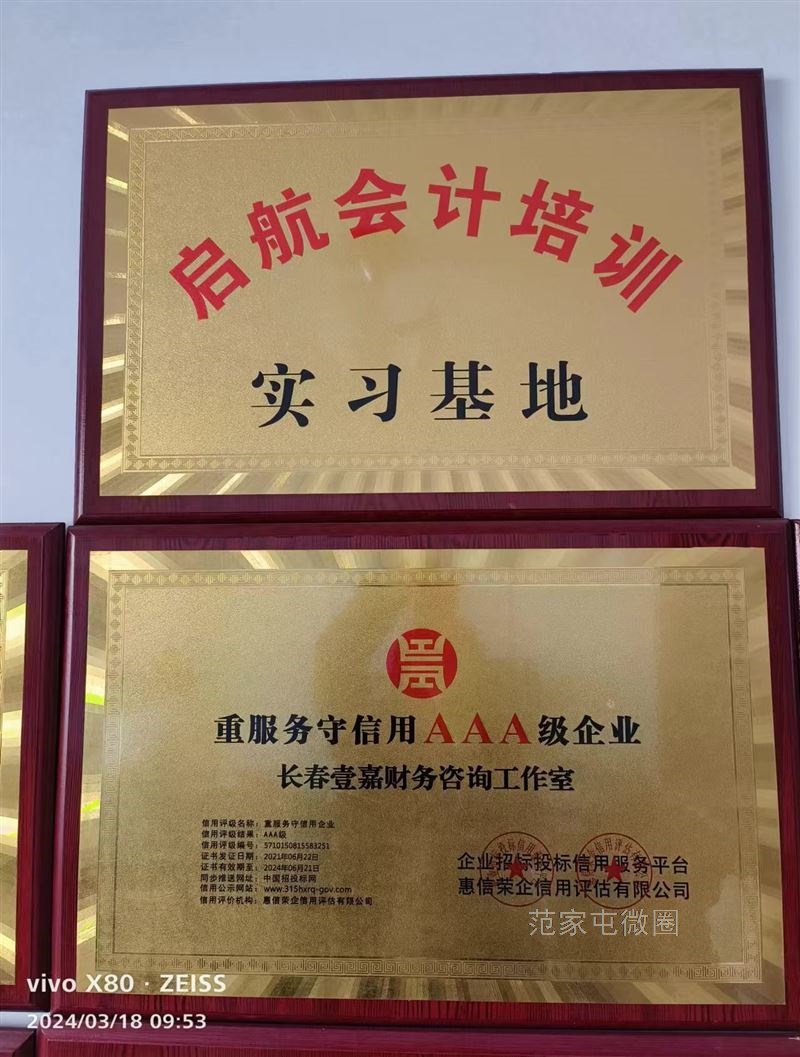 启航会计培训
实习基地
重服务守信用AAA级企业
长春壹嘉财务咨询工作室
信用评级名称：重服务守信用企业
信用评级结果：AAA级
信用评级编号：5710150815583251
证书发证日期：2021年06月22日
证书有效期至：2024年06月21日
同步推送网址：中国招投标网
信用公示网站：www.315hxrq-gov.com
信用评价机构：惠信荣企信用评估有限公司
企业招标投标信用服务平台
惠信荣企信用评估有限公司
范家屯微圈
vivo X80 · ZEISS
2024/03/18 09:53